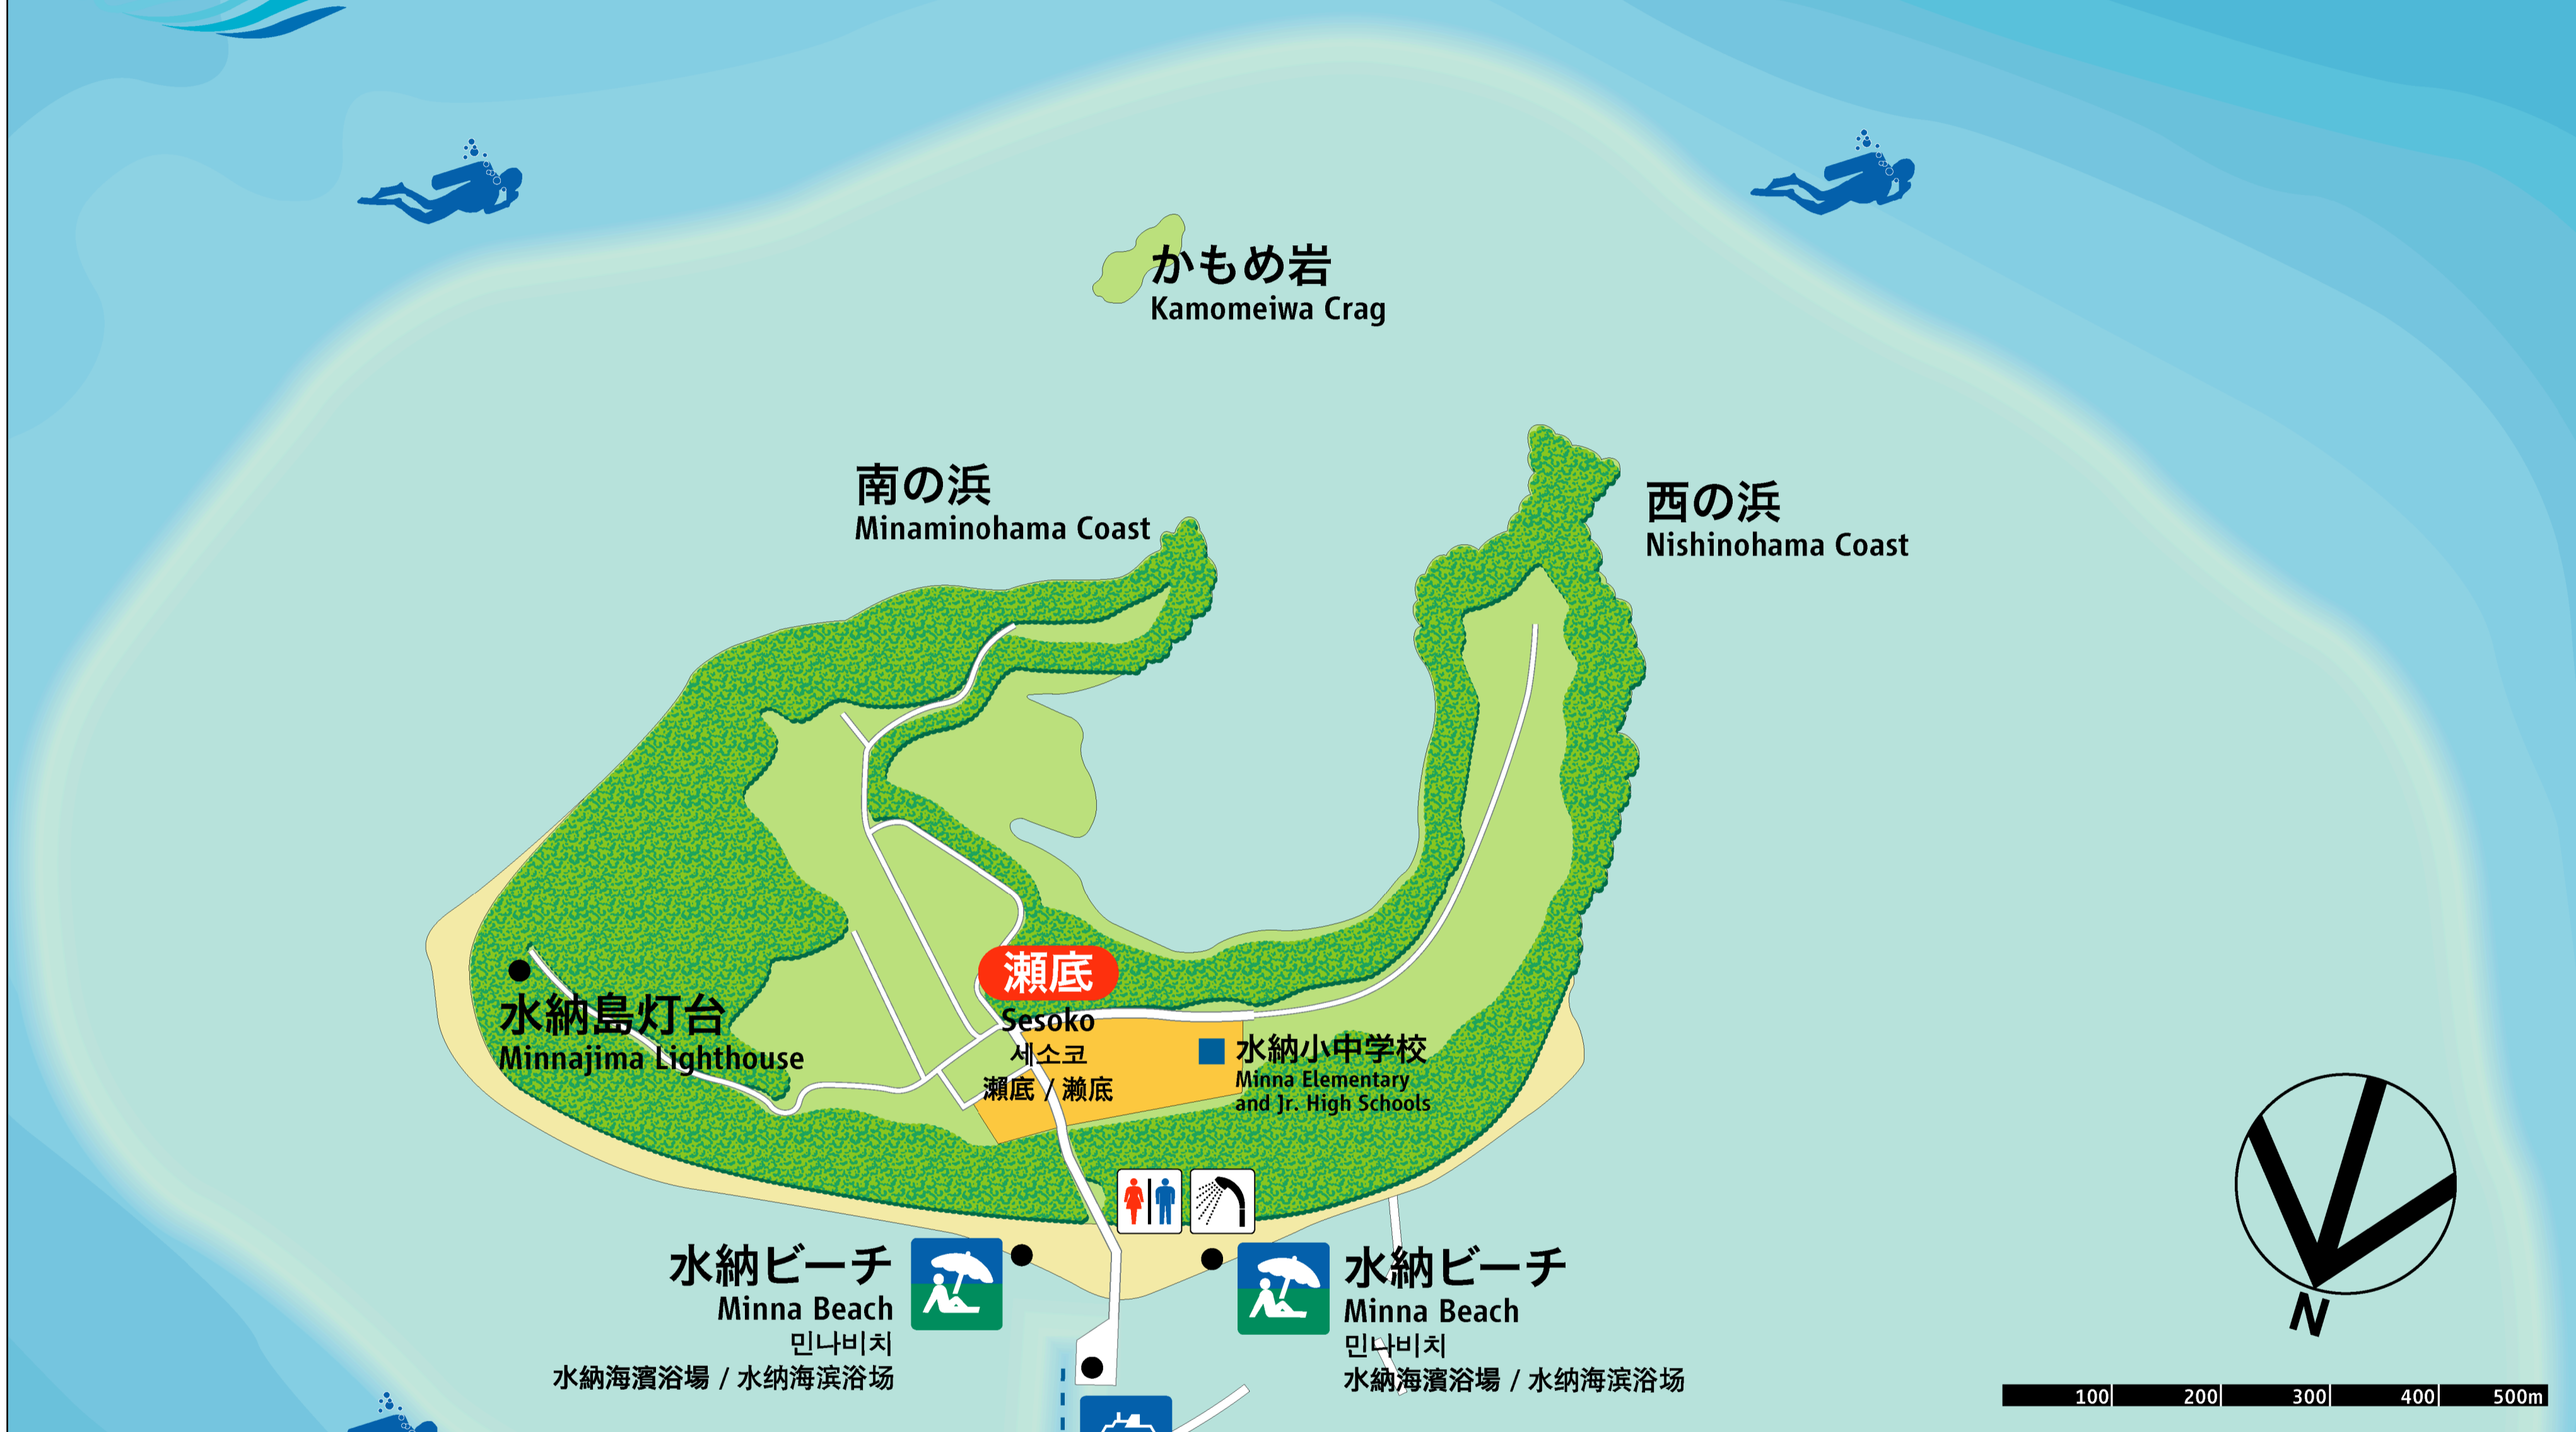 かもめ岩
Kamomeiwa Crag
南の浜
Minaminohama Coast
西の浜
Nishinohama Coast
瀬底
Sesoko
세소코
瀨底 / 濑底
水納島灯台
Minnajima Lighthouse
水納小中学校
Minna Elementary
and Jr. High Schools
水納ビーチ
Minna Beach
민나비치
水納海濱浴場 / 水纳海滨浴场
水納ビーチ
Minna Beach
민나비치
水納海濱浴場 / 水纳海滨浴场
N
100 200 300 400 500m